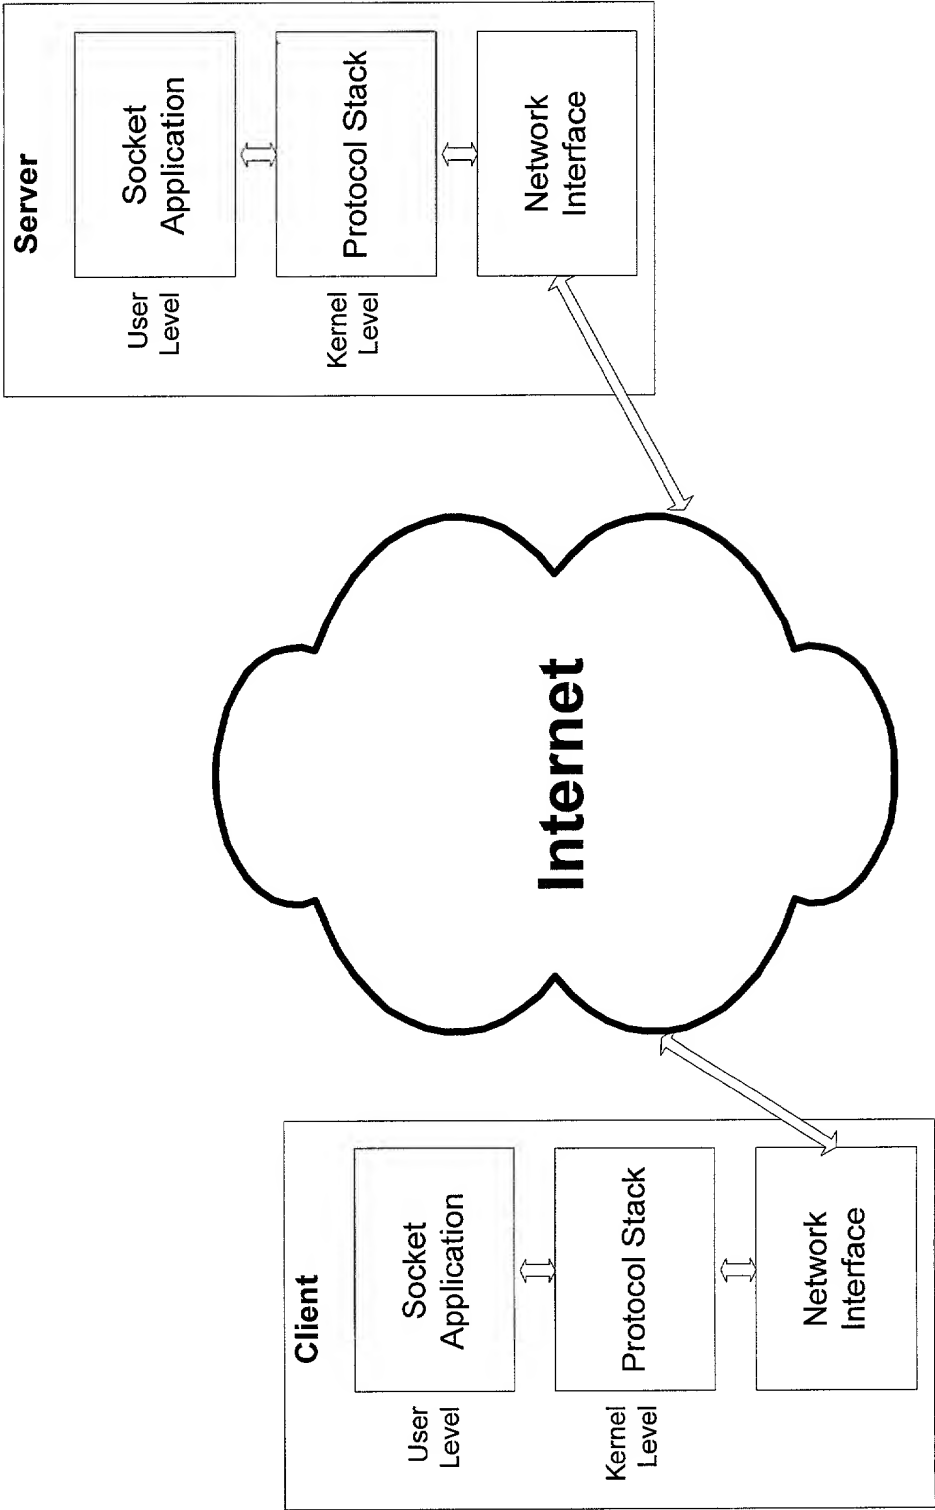 Client
User
Level
Socket
Application
Kernel
Level
Protocol Stack
Network
Interface
Internet
Server
User
Level
Socket
Application
Kernel
Level
Protocol Stack
Network
Interface